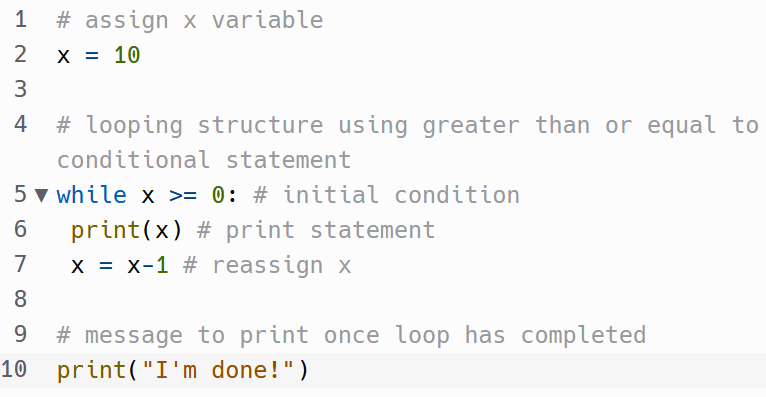 1 # assign x variable
2 x = 10
3
4 # looping structure using greater than or equal to
conditional statement
5 ▼ while x >= 0: # initial condition
6  print(x) # print statement
7  x = x-1 # reassign x
8
9 # message to print once loop has completed
10 print("I'm done!")